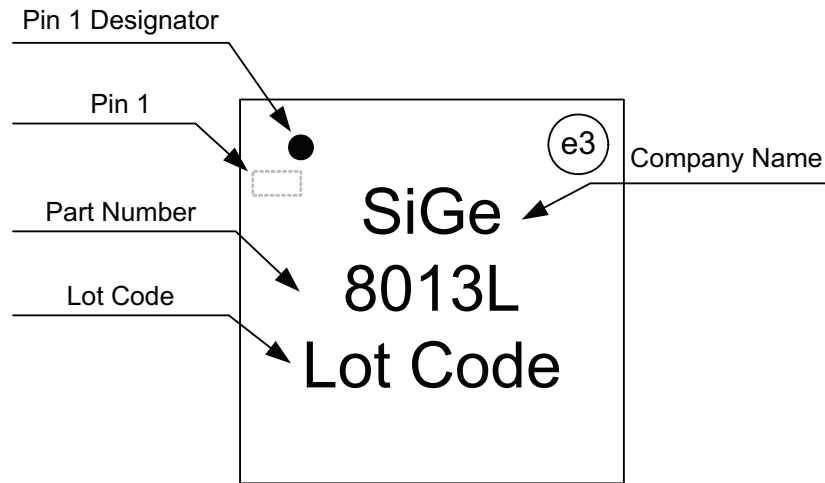 Pin 1 Designator
Pin 1
e3
Company Name
SiGe
Part Number
8013L
Lot Code
Lot Code